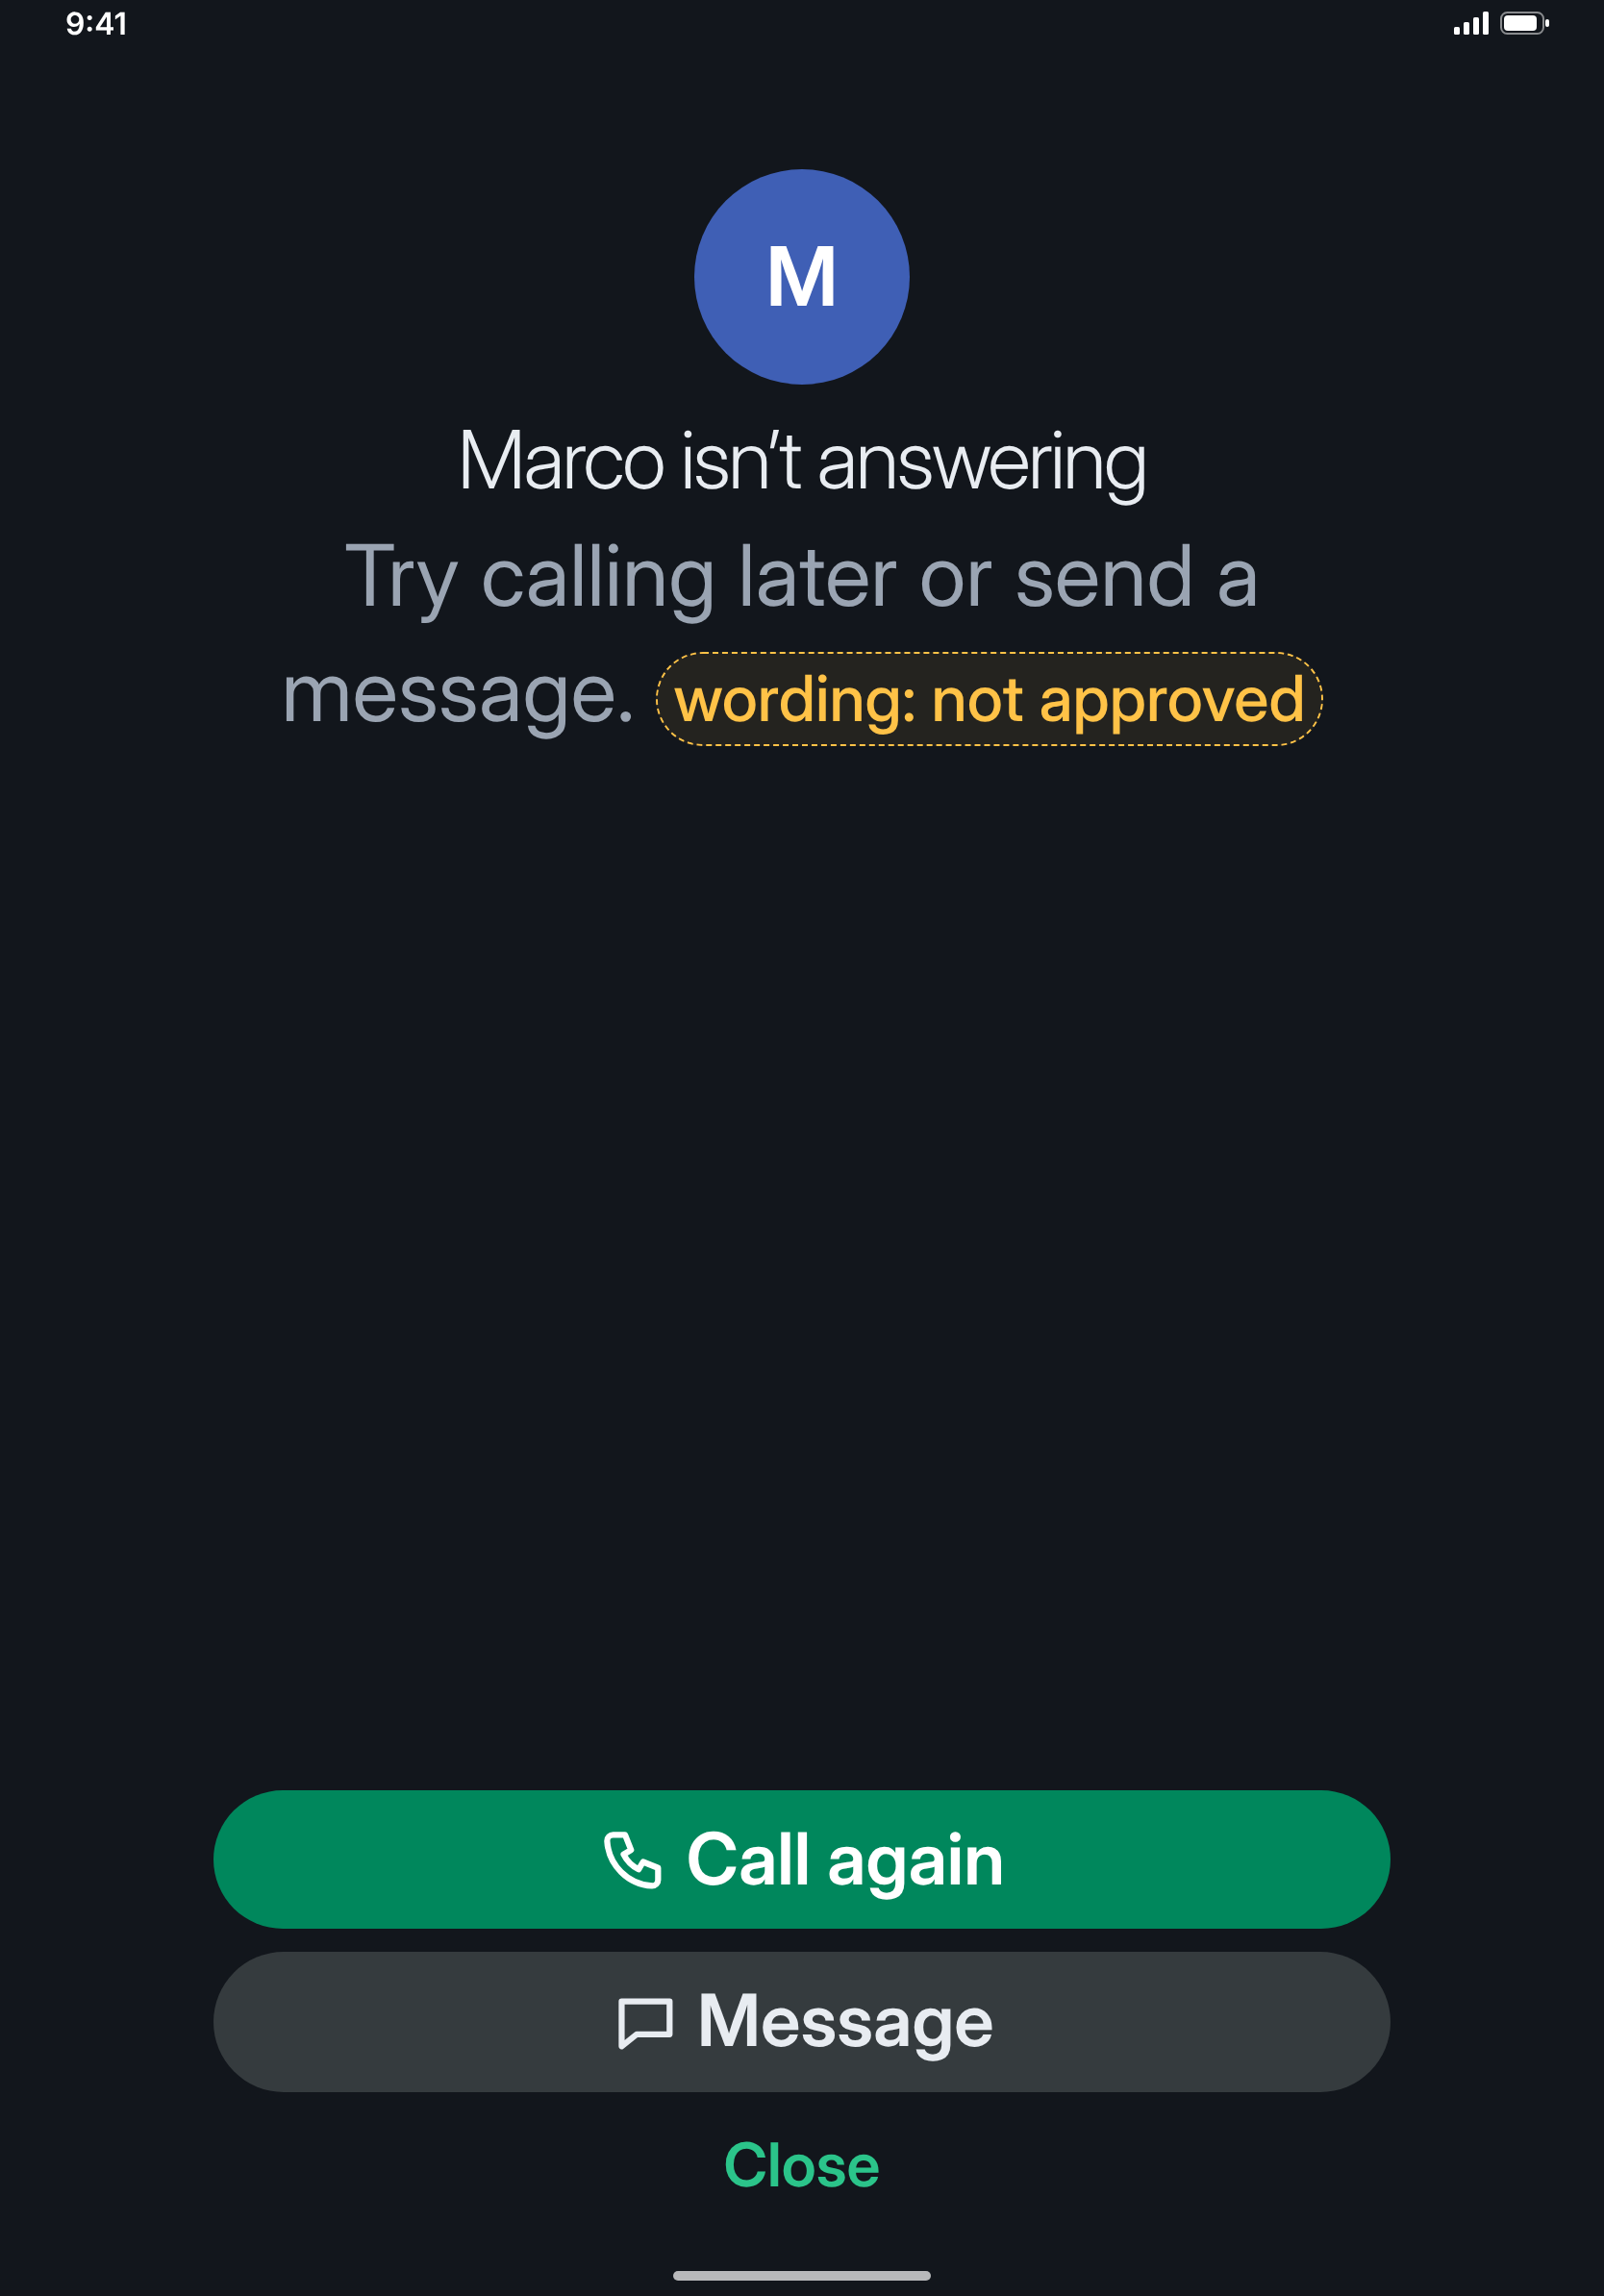 9:41
M
Marco isn’t answering
Try calling later or send a
message. wording: not approved
Call again
Message
Close